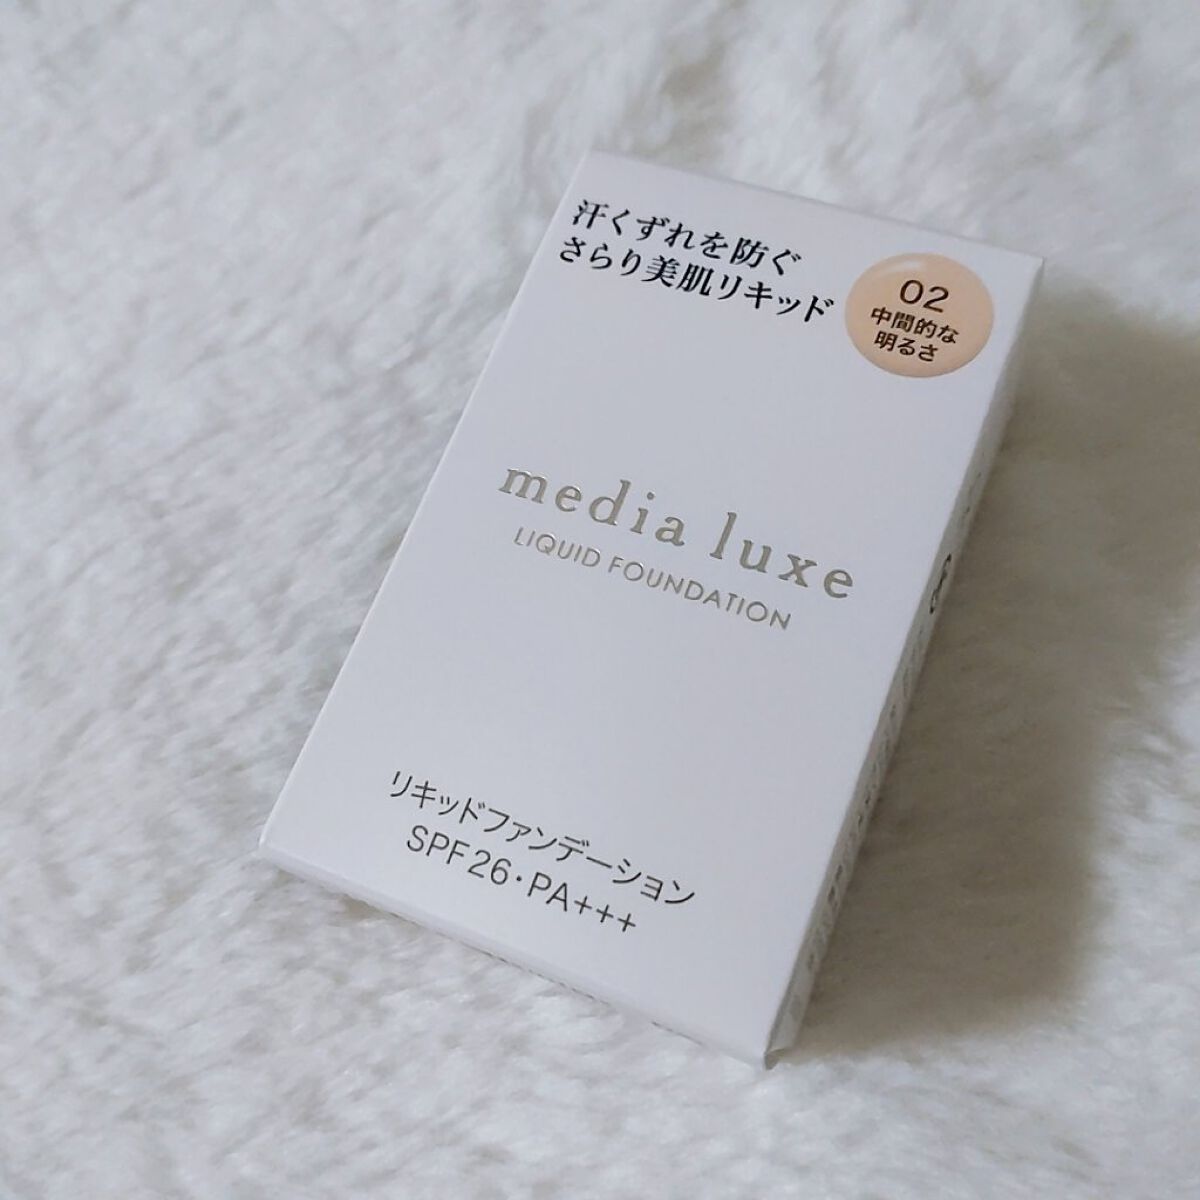 汗くずれを防ぐ
さらり美肌リキッド
02
中間的な
明るさ
media luxe
LIQUID FOUNDATION
リキッドファンデーション
SPF26・PA+++